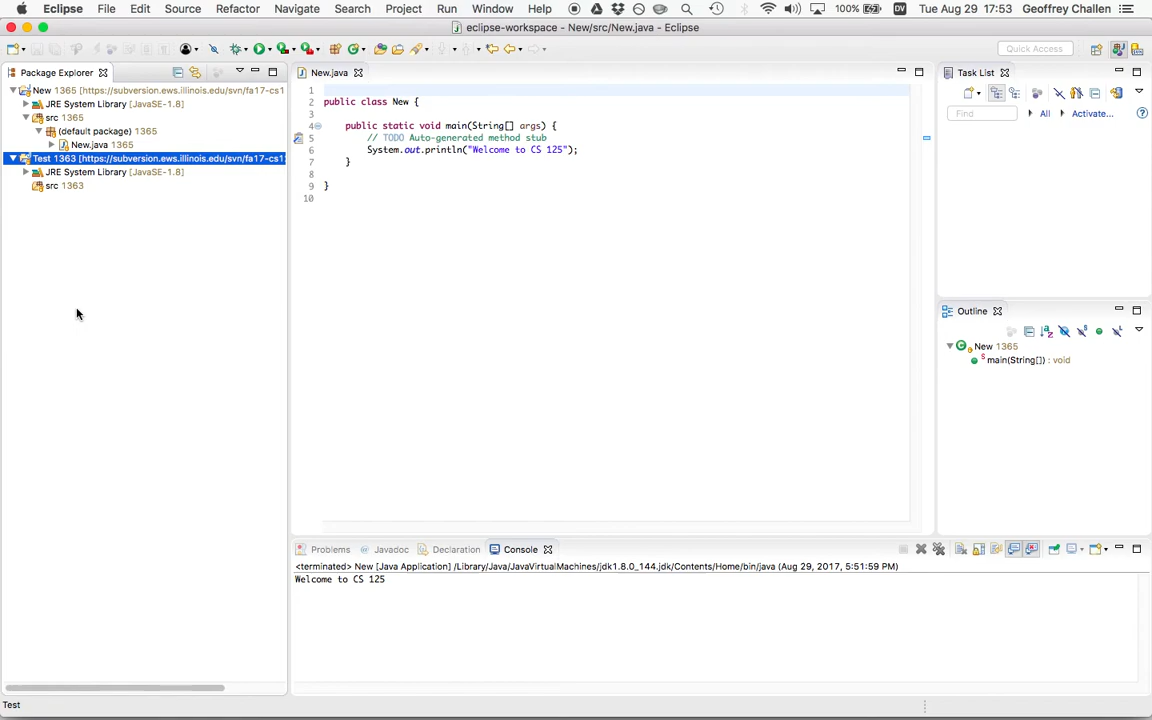 Eclipse File Edit Source Refactor Navigate Search Project Run Window Help 100% DV Tue Aug 29 17:53 Geoffrey Challen
eclipse-workspace - New/src/New.java - Eclipse
Quick Access
Package Explorer
New 1365 [https://subversion.ews.illinois.edu/svn/fa17-cs1
JRE System Library [JavaSE-1.8]
src 1365
(default package) 1365
New.java 1365
Test 1363 [https://subversion.ews.illinois.edu/svn/fa17-cs1
JRE System Library [JavaSE-1.8]
src 1363
New.java
1
2 public class New {
3
4 public static void main(String[] args) {
5 // TODO Auto-generated method stub
6 System.out.println("Welcome to CS 125");
7 }
8
9 }
10
Task List
Find All Activate...
Outline
New 1365
main(String[]) : void
Problems Javadoc Declaration Console
<terminated> New [Java Application] /Library/Java/JavaVirtualMachines/jdk1.8.0_144.jdk/Contents/Home/bin/java (Aug 29, 2017, 5:51:59 PM)
Welcome to CS 125
Test